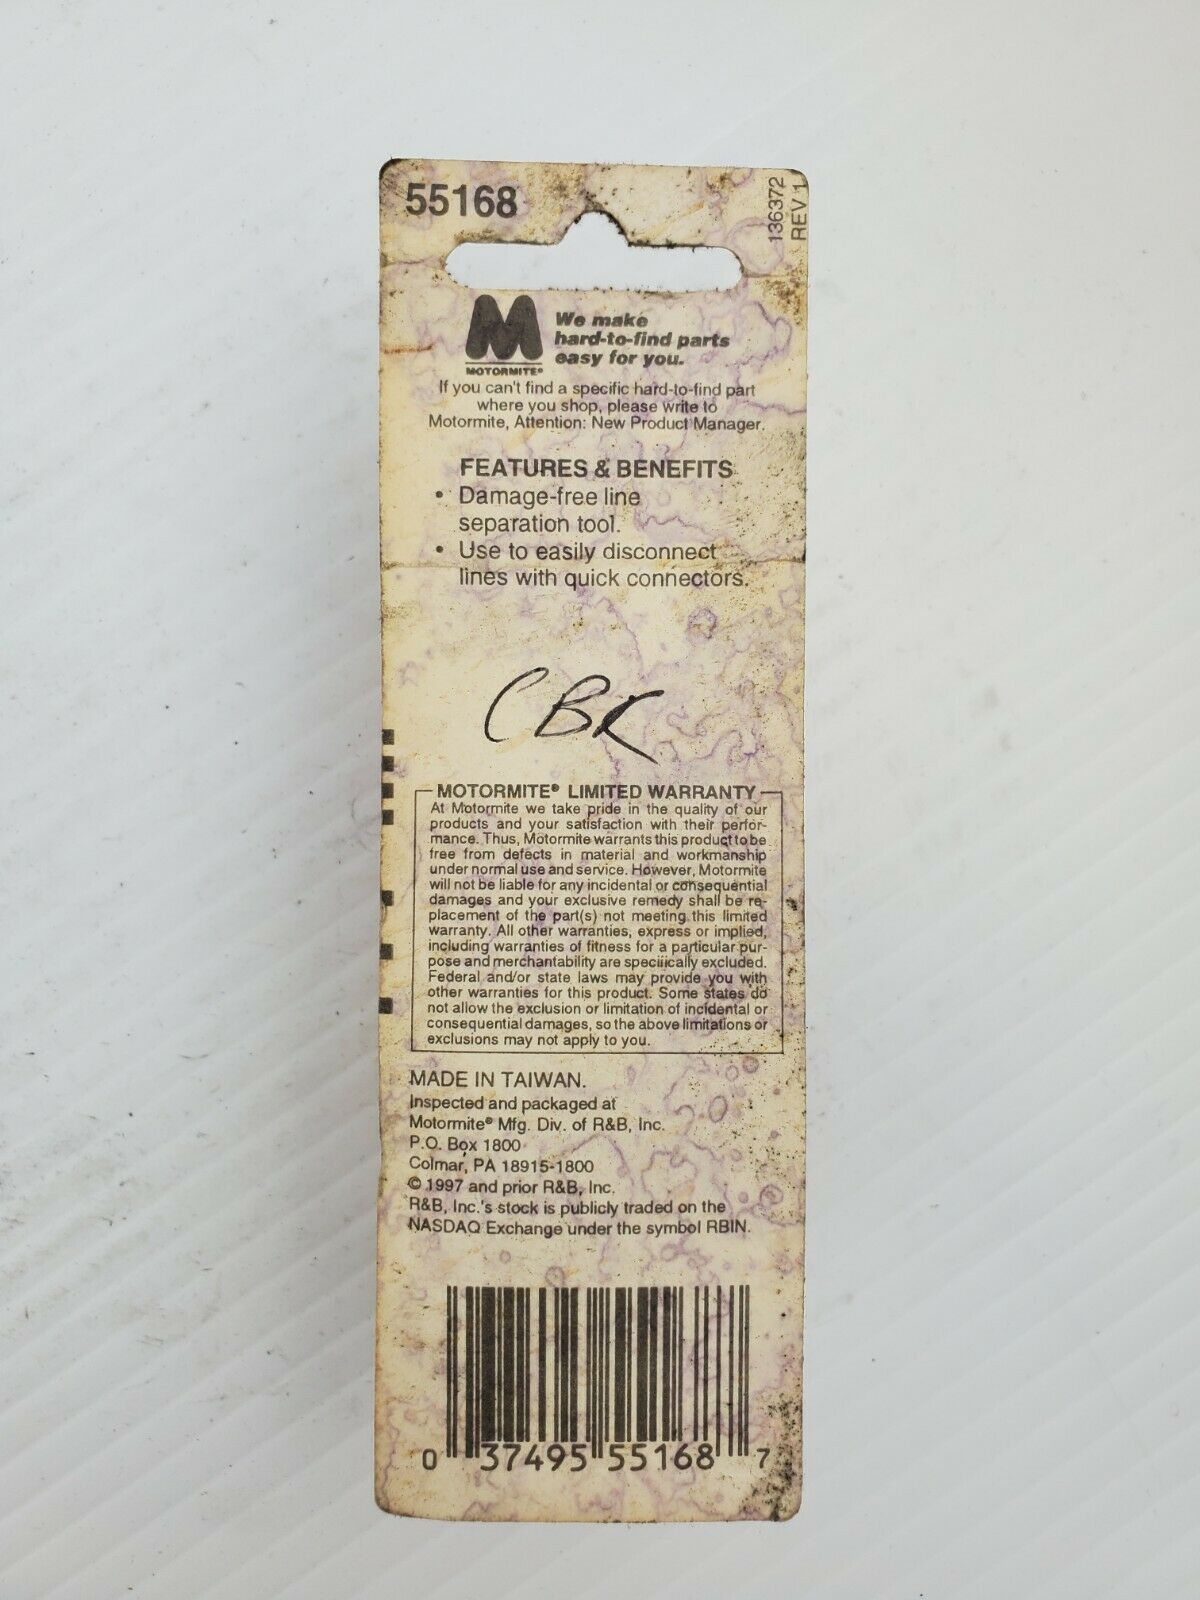 55168
136372
REV 1
We make
hard-to-find parts
easy for you.
MOTORMITE®
If you can't find a specific hard-to-find part
where you shop, please write to
Motormite, Attention: New Product Manager.
FEATURES & BENEFITS
• Damage-free line
separation tool.
• Use to easily disconnect
lines with quick connectors.
CBK
MOTORMITE® LIMITED WARRANTY
At Motormite we take pride in the quality of our
products and your satisfaction with their perfor-
mance. Thus, Motormite warrants this product to be
free from defects in material and workmanship
under normal use and service. However, Motormite
will not be liable for any incidental or consequential
damages and your exclusive remedy shall be re-
placement of the part(s) not meeting this limited
warranty. All other warranties, express or implied,
including warranties of fitness for a particular pur-
pose and merchantability are specifically excluded.
Federal and/or state laws may provide you with
other warranties for this product. Some states do
not allow the exclusion or limitation of incidental or
consequential damages, so the above limitations or
exclusions may not apply to you.
MADE IN TAIWAN.
Inspected and packaged at
Motormite® Mfg. Div. of R&B, Inc.
P.O. Box 1800
Colmar, PA 18915-1800
© 1997 and prior R&B, Inc.
R&B, Inc.'s stock is publicly traded on the
NASDAQ Exchange under the symbol RBIN.
0 37495 55168 7